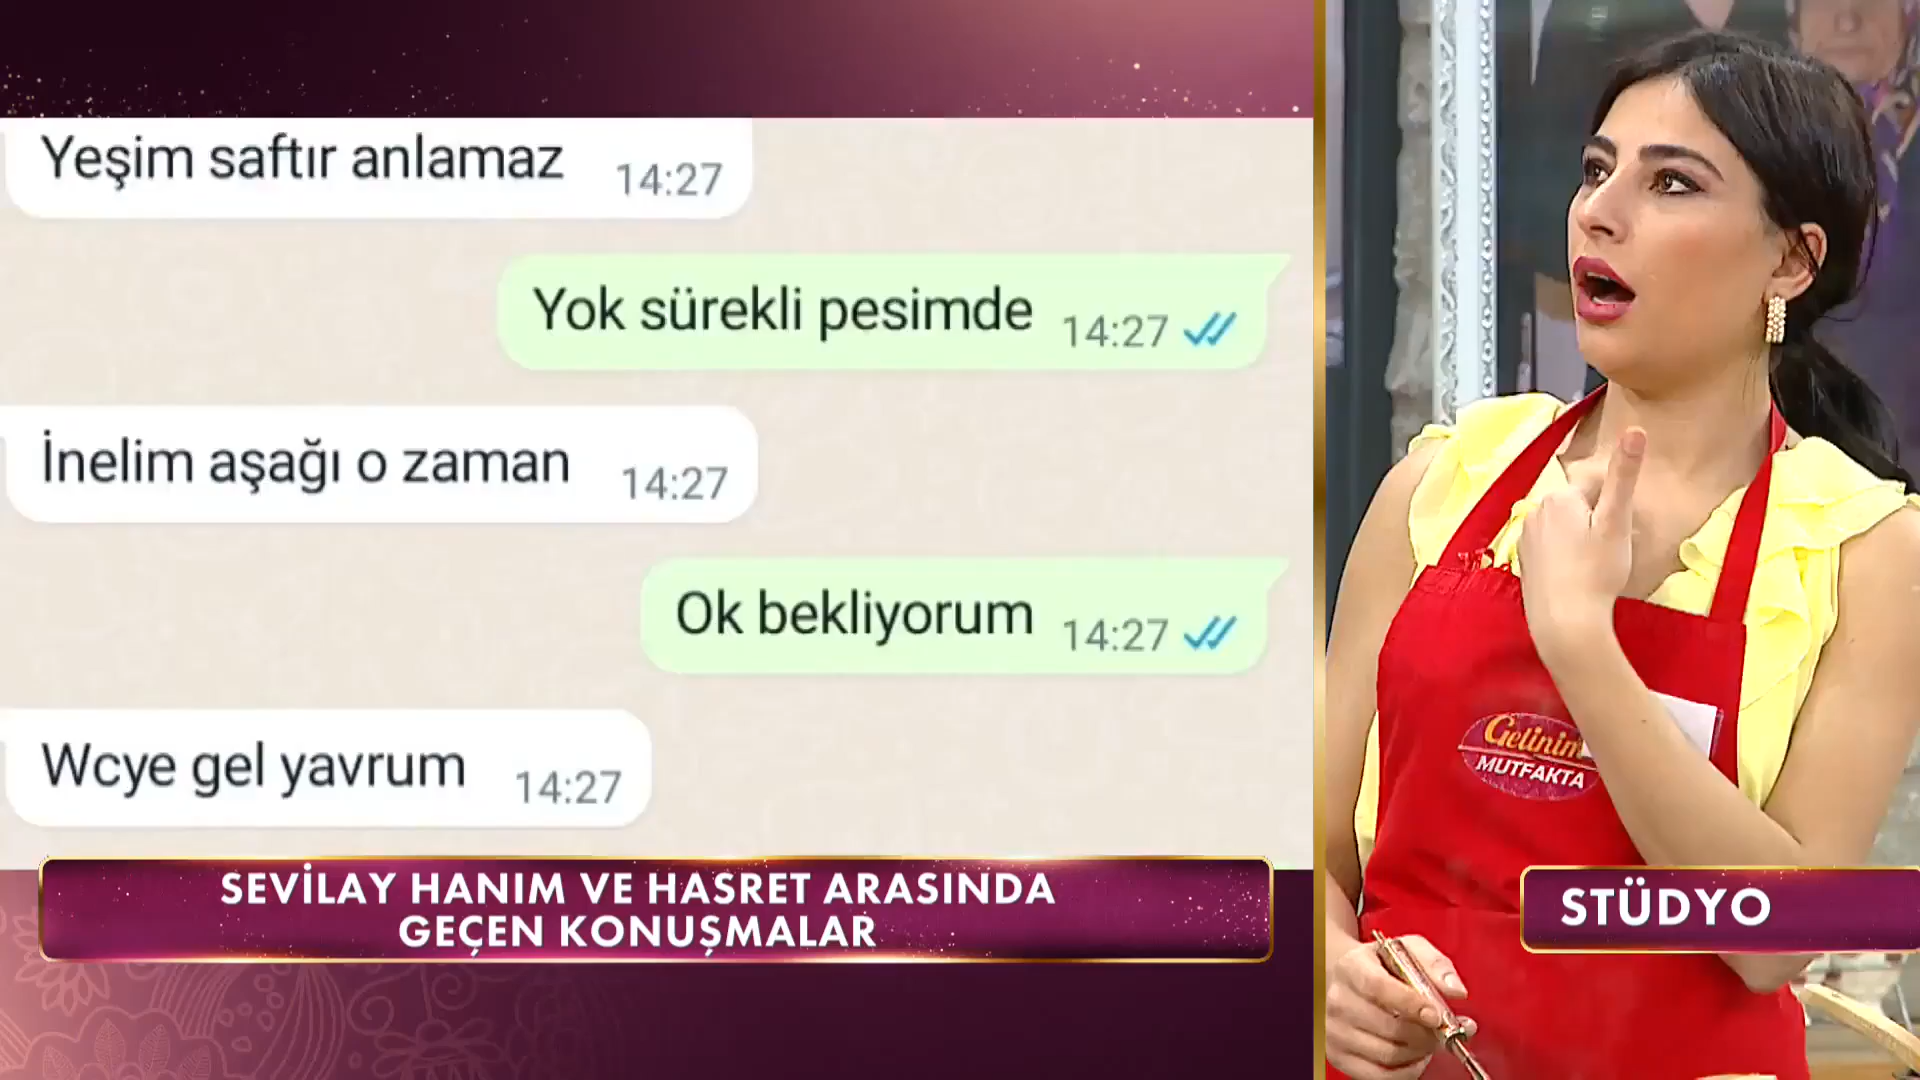 Yeşim saftır anlamaz 14:27
Yok sürekli pesimde 14:27
İnelim aşağı o zaman 14:27
Ok bekliyorum 14:27
Wcye gel yavrum 14:27
SEVİLAY HANIM VE HASRET ARASINDA
GEÇEN KONUŞMALAR
Gelinim
MUTFAKTA
STÜDYO